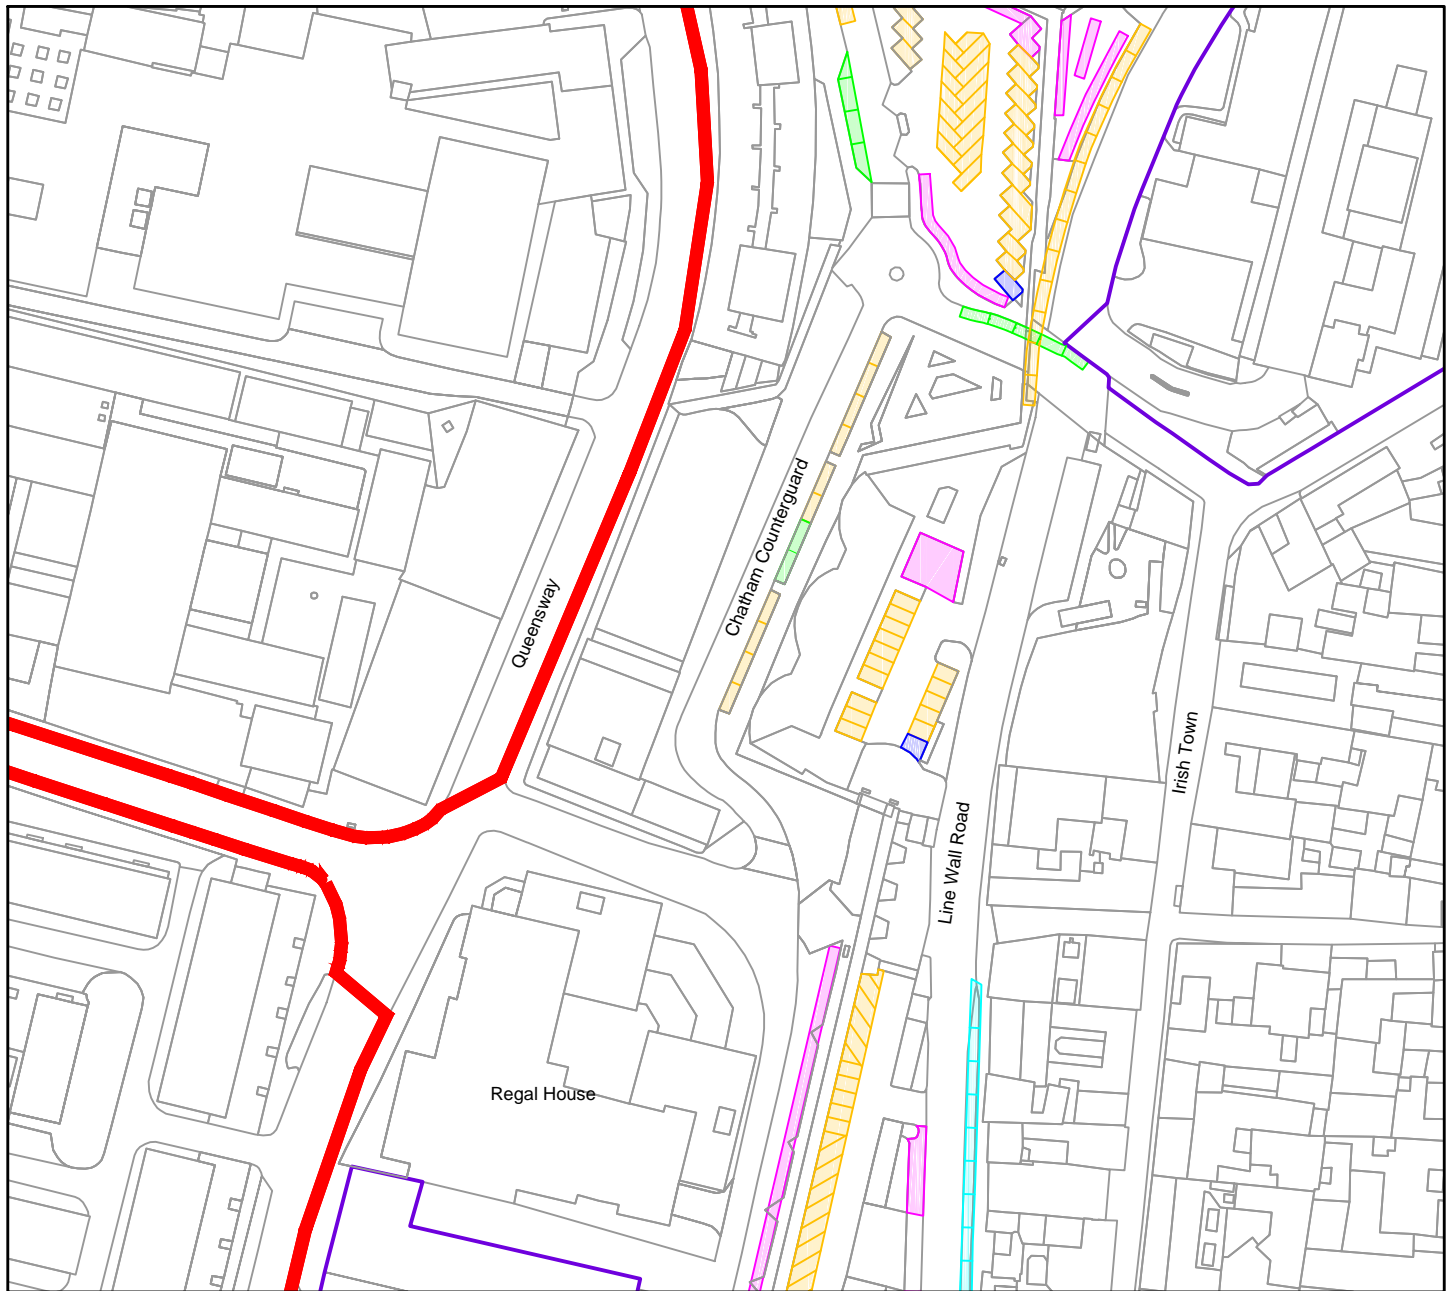 Chatham Counterguard
Queensway
Irish Town
Line Wall Road
Regal House